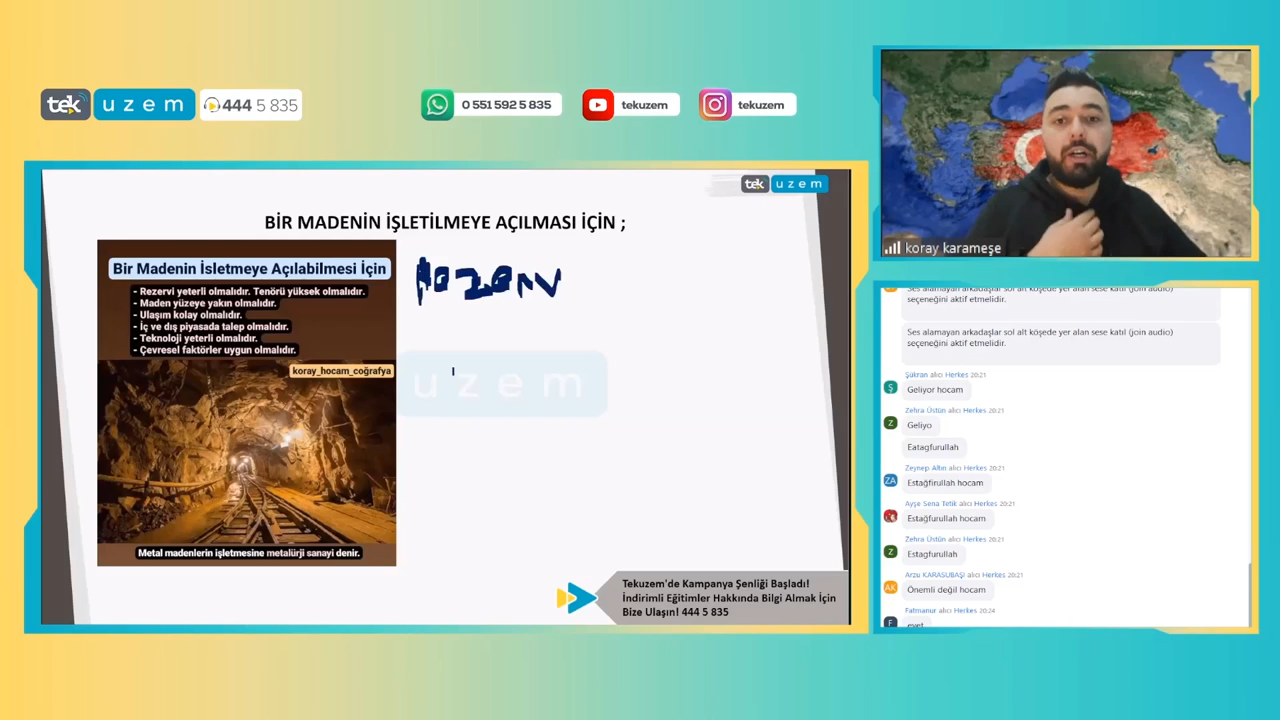 tek uzem 444 5 835
0 551 592 5 835
tekuzem
tekuzem
tek uzem
BİR MADENİN İŞLETİLMEYE AÇILMASI İÇİN ;
Bir Madenin İsletmeye Açılabilmesi İçin
- Rezervi yeterli olmalıdır. Tenörü yüksek olmalıdır.
- Maden yüzeye yakın olmalıdır.
- Ulaşım kolay olmalıdır.
- İç ve dış piyasada talep olmalıdır.
- Teknoloji yeterli olmalıdır.
- Çevresel faktörler uygun olmalıdır.
koray_hocam_coğrafya
Metal madenlerin işletmesine metalürji sanayi denir.
uzem
Tekuzem'de Kampanya Şenliği Başladı!
İndirimli Eğitimler Hakkında Bilgi Almak İçin
Bize Ulaşın! 444 5 835
koray karameşe
Ses alamayan arkadaşlar sol alt köşede yer alan sese katıl (join audio)
seçeneğini aktif etmelidir.
Ses alamayan arkadaşlar sol alt köşede yer alan sese katıl (join audio)
seçeneğini aktif etmelidir.
Şükran alıcı Herkes 20:21
Ş Geliyor hocam
Zehra Üstün alıcı Herkes 20:21
Z Geliyo
Eatagfurullah
Zeynep Altın alıcı Herkes 20:21
ZA Estağfirullah hocam
Ayşe Sena Tetik alıcı Herkes 20:21
Estağfurullah hocam
Zehra Üstün alıcı Herkes 20:21
Z Estagfurullah
Arzu KARASUBAŞI alıcı Herkes 20:21
AK Önemli değil hocam
Fatmanur alıcı Herkes 20:24
F evet